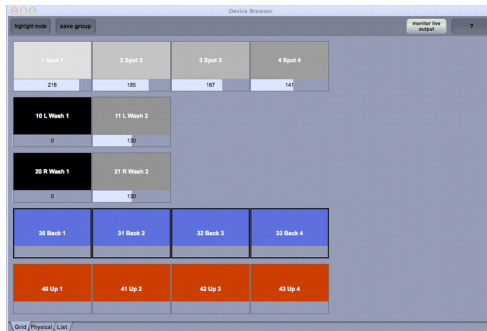 Device Browser
highlight mode save group monitor live
output ?
1 Spot 1 2 Spot 2 3 Spot 3 4 Spot 4
216 185 167 141
10 L Wash 1 11 L Wash 2
0 130
20 R Wash 1 21 R Wash 2
0 130
30 Back 1 31 Back 2 32 Back 3 33 Back 4
40 Up 1 41 Up 2 42 Up 3 43 Up 4
Grid Physical List